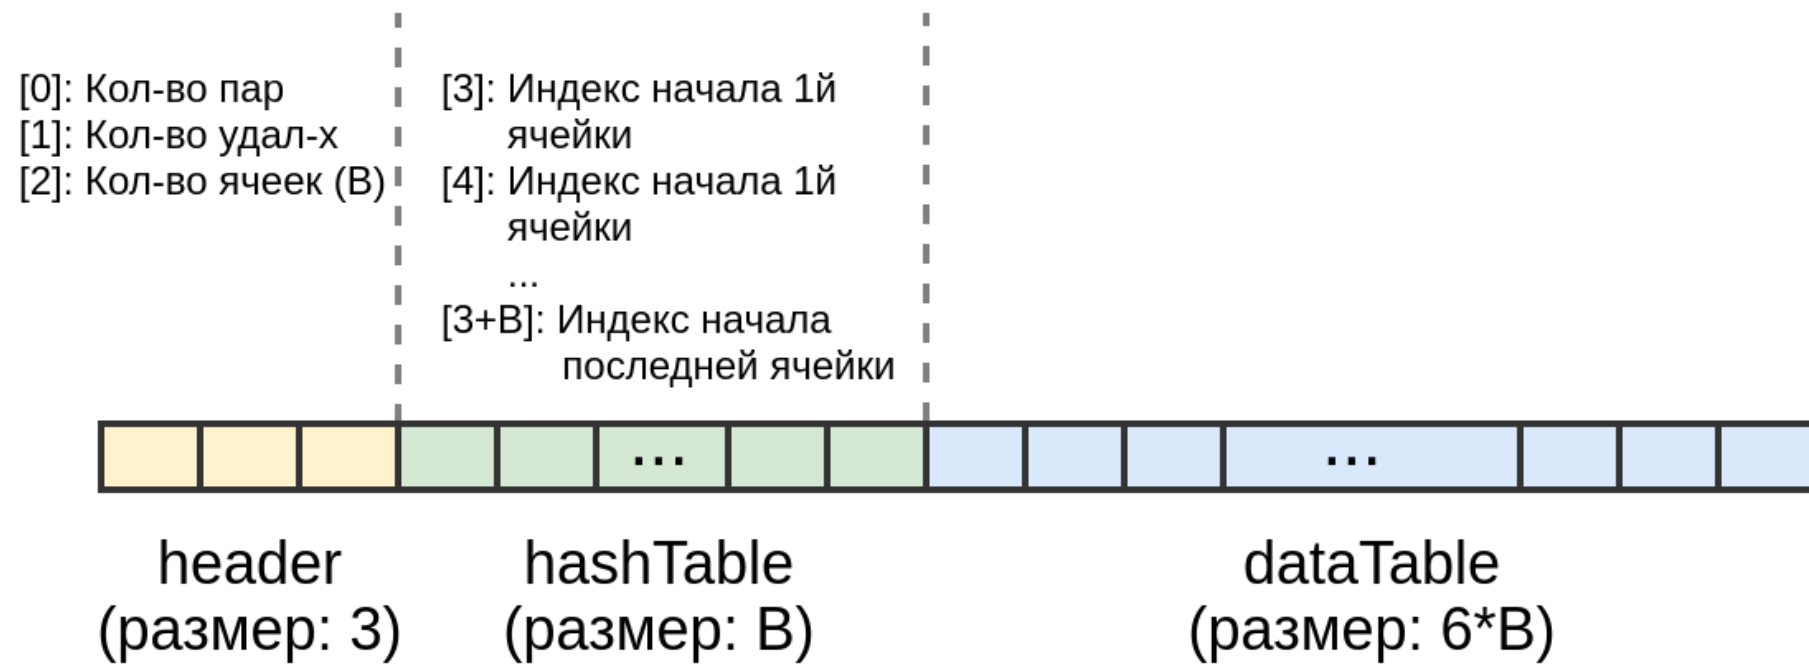 [0]: Кол-во пар
[1]: Кол-во удал-х
[2]: Кол-во ячеек (B)
[3]: Индекс начала 1й
ячейки
[4]: Индекс начала 1й
ячейки
...
[3+B]: Индекс начала
последней ячейки
...
...
header
(размер: 3)
hashTable
(размер: B)
dataTable
(размер: 6*B)